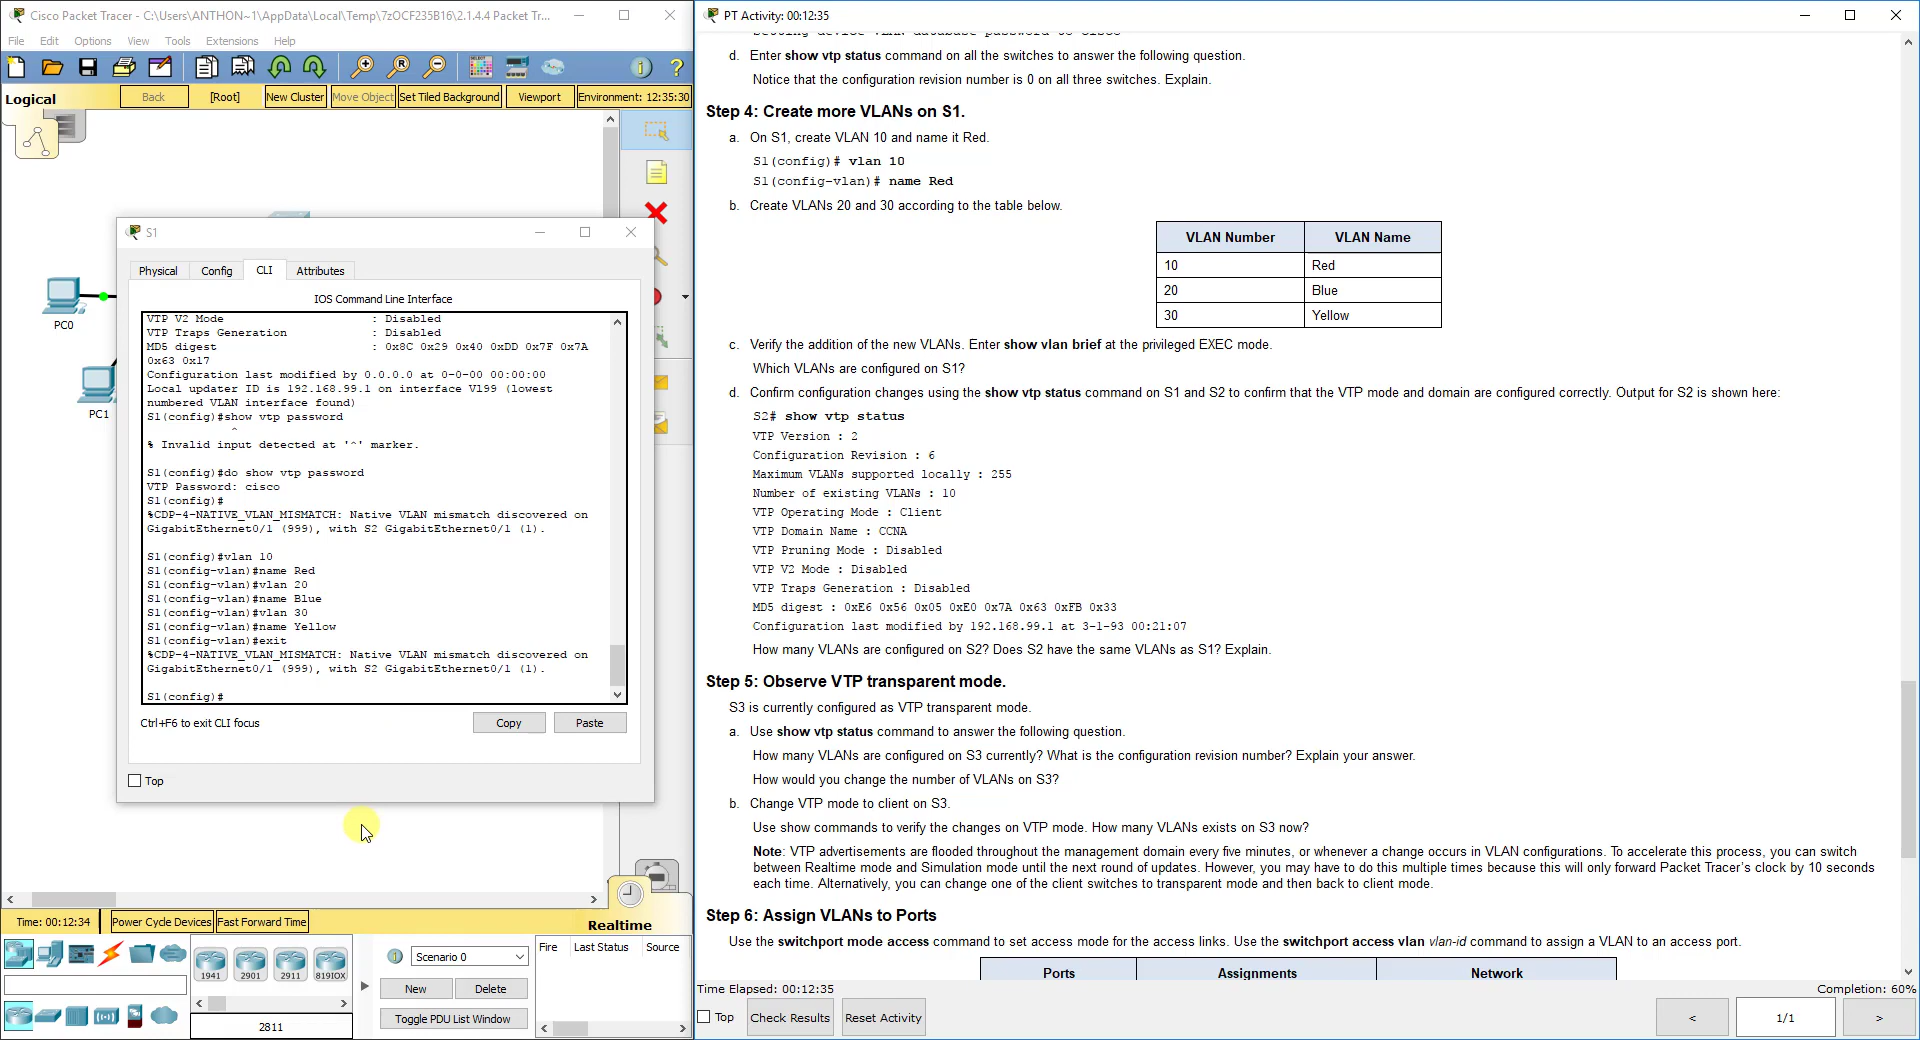 Cisco Packet Tracer - C:\Users\ANTHON~1\AppData\Local\Temp\7zOCF235B16\2.1.4.4 Packet Tr...
File Edit Options View Tools Extensions Help
Logical Back [Root] New Cluster Move Object Set Tiled Background Viewport Environment: 12:35:30
PC0
PC1
S1
Physical Config CLI Attributes
IOS Command Line Interface
VTP V2 Mode : Disabled
VTP Traps Generation : Disabled
MD5 digest : 0x8C 0x29 0x40 0xDD 0x7F 0x7A
0x63 0x17
Configuration last modified by 0.0.0.0 at 0-0-00 00:00:00
Local updater ID is 192.168.99.1 on interface Vl99 (lowest
numbered VLAN interface found)
S1(config)#show vtp password
^
% Invalid input detected at '^' marker.
S1(config)#do show vtp password
VTP Password: cisco
S1(config)#
%CDP-4-NATIVE_VLAN_MISMATCH: Native VLAN mismatch discovered on
GigabitEthernet0/1 (999), with S2 GigabitEthernet0/1 (1).
S1(config)#vlan 10
S1(config-vlan)#name Red
S1(config-vlan)#vlan 20
S1(config-vlan)#name Blue
S1(config-vlan)#vlan 30
S1(config-vlan)#name Yellow
S1(config-vlan)#exit
%CDP-4-NATIVE_VLAN_MISMATCH: Native VLAN mismatch discovered on
GigabitEthernet0/1 (999), with S2 GigabitEthernet0/1 (1).
S1(config)#
Ctrl+F6 to exit CLI focus Copy Paste
Top
Time: 00:12:34 Power Cycle Devices Fast Forward Time Realtime
1941 2901 2911 819IOX
2811
Scenario 0
New Delete
Toggle PDU List Window
Fire Last Status Source
PT Activity: 00:12:35
d. Enter show vtp status command on all the switches to answer the following question.
Notice that the configuration revision number is 0 on all three switches. Explain.
Step 4: Create more VLANs on S1.
a. On S1, create VLAN 10 and name it Red.
S1(config)# vlan 10
S1(config-vlan)# name Red
b. Create VLANs 20 and 30 according to the table below.
VLAN Number VLAN Name
10 Red
20 Blue
30 Yellow
c. Verify the addition of the new VLANs. Enter show vlan brief at the privileged EXEC mode.
Which VLANs are configured on S1?
d. Confirm configuration changes using the show vtp status command on S1 and S2 to confirm that the VTP mode and domain are configured correctly. Output for S2 is shown here:
S2# show vtp status
VTP Version : 2
Configuration Revision : 6
Maximum VLANs supported locally : 255
Number of existing VLANs : 10
VTP Operating Mode : Client
VTP Domain Name : CCNA
VTP Pruning Mode : Disabled
VTP V2 Mode : Disabled
VTP Traps Generation : Disabled
MD5 digest : 0xE6 0x56 0x05 0xE0 0x7A 0x63 0xFB 0x33
Configuration last modified by 192.168.99.1 at 3-1-93 00:21:07
How many VLANs are configured on S2? Does S2 have the same VLANs as S1? Explain.
Step 5: Observe VTP transparent mode.
S3 is currently configured as VTP transparent mode.
a. Use show vtp status command to answer the following question.
How many VLANs are configured on S3 currently? What is the configuration revision number? Explain your answer.
How would you change the number of VLANs on S3?
b. Change VTP mode to client on S3.
Use show commands to verify the changes on VTP mode. How many VLANs exists on S3 now?
Note: VTP advertisements are flooded throughout the management domain every five minutes, or whenever a change occurs in VLAN configurations. To accelerate this process, you can switch
between Realtime mode and Simulation mode until the next round of updates. However, you may have to do this multiple times because this will only forward Packet Tracer's clock by 10 seconds
each time. Alternatively, you can change one of the client switches to transparent mode and then back to client mode.
Step 6: Assign VLANs to Ports
Use the switchport mode access command to set access mode for the access links. Use the switchport access vlan vlan-id command to assign a VLAN to an access port.
Ports Assignments Network
Time Elapsed: 00:12:35 Completion: 60%
Top Check Results Reset Activity < 1/1 >